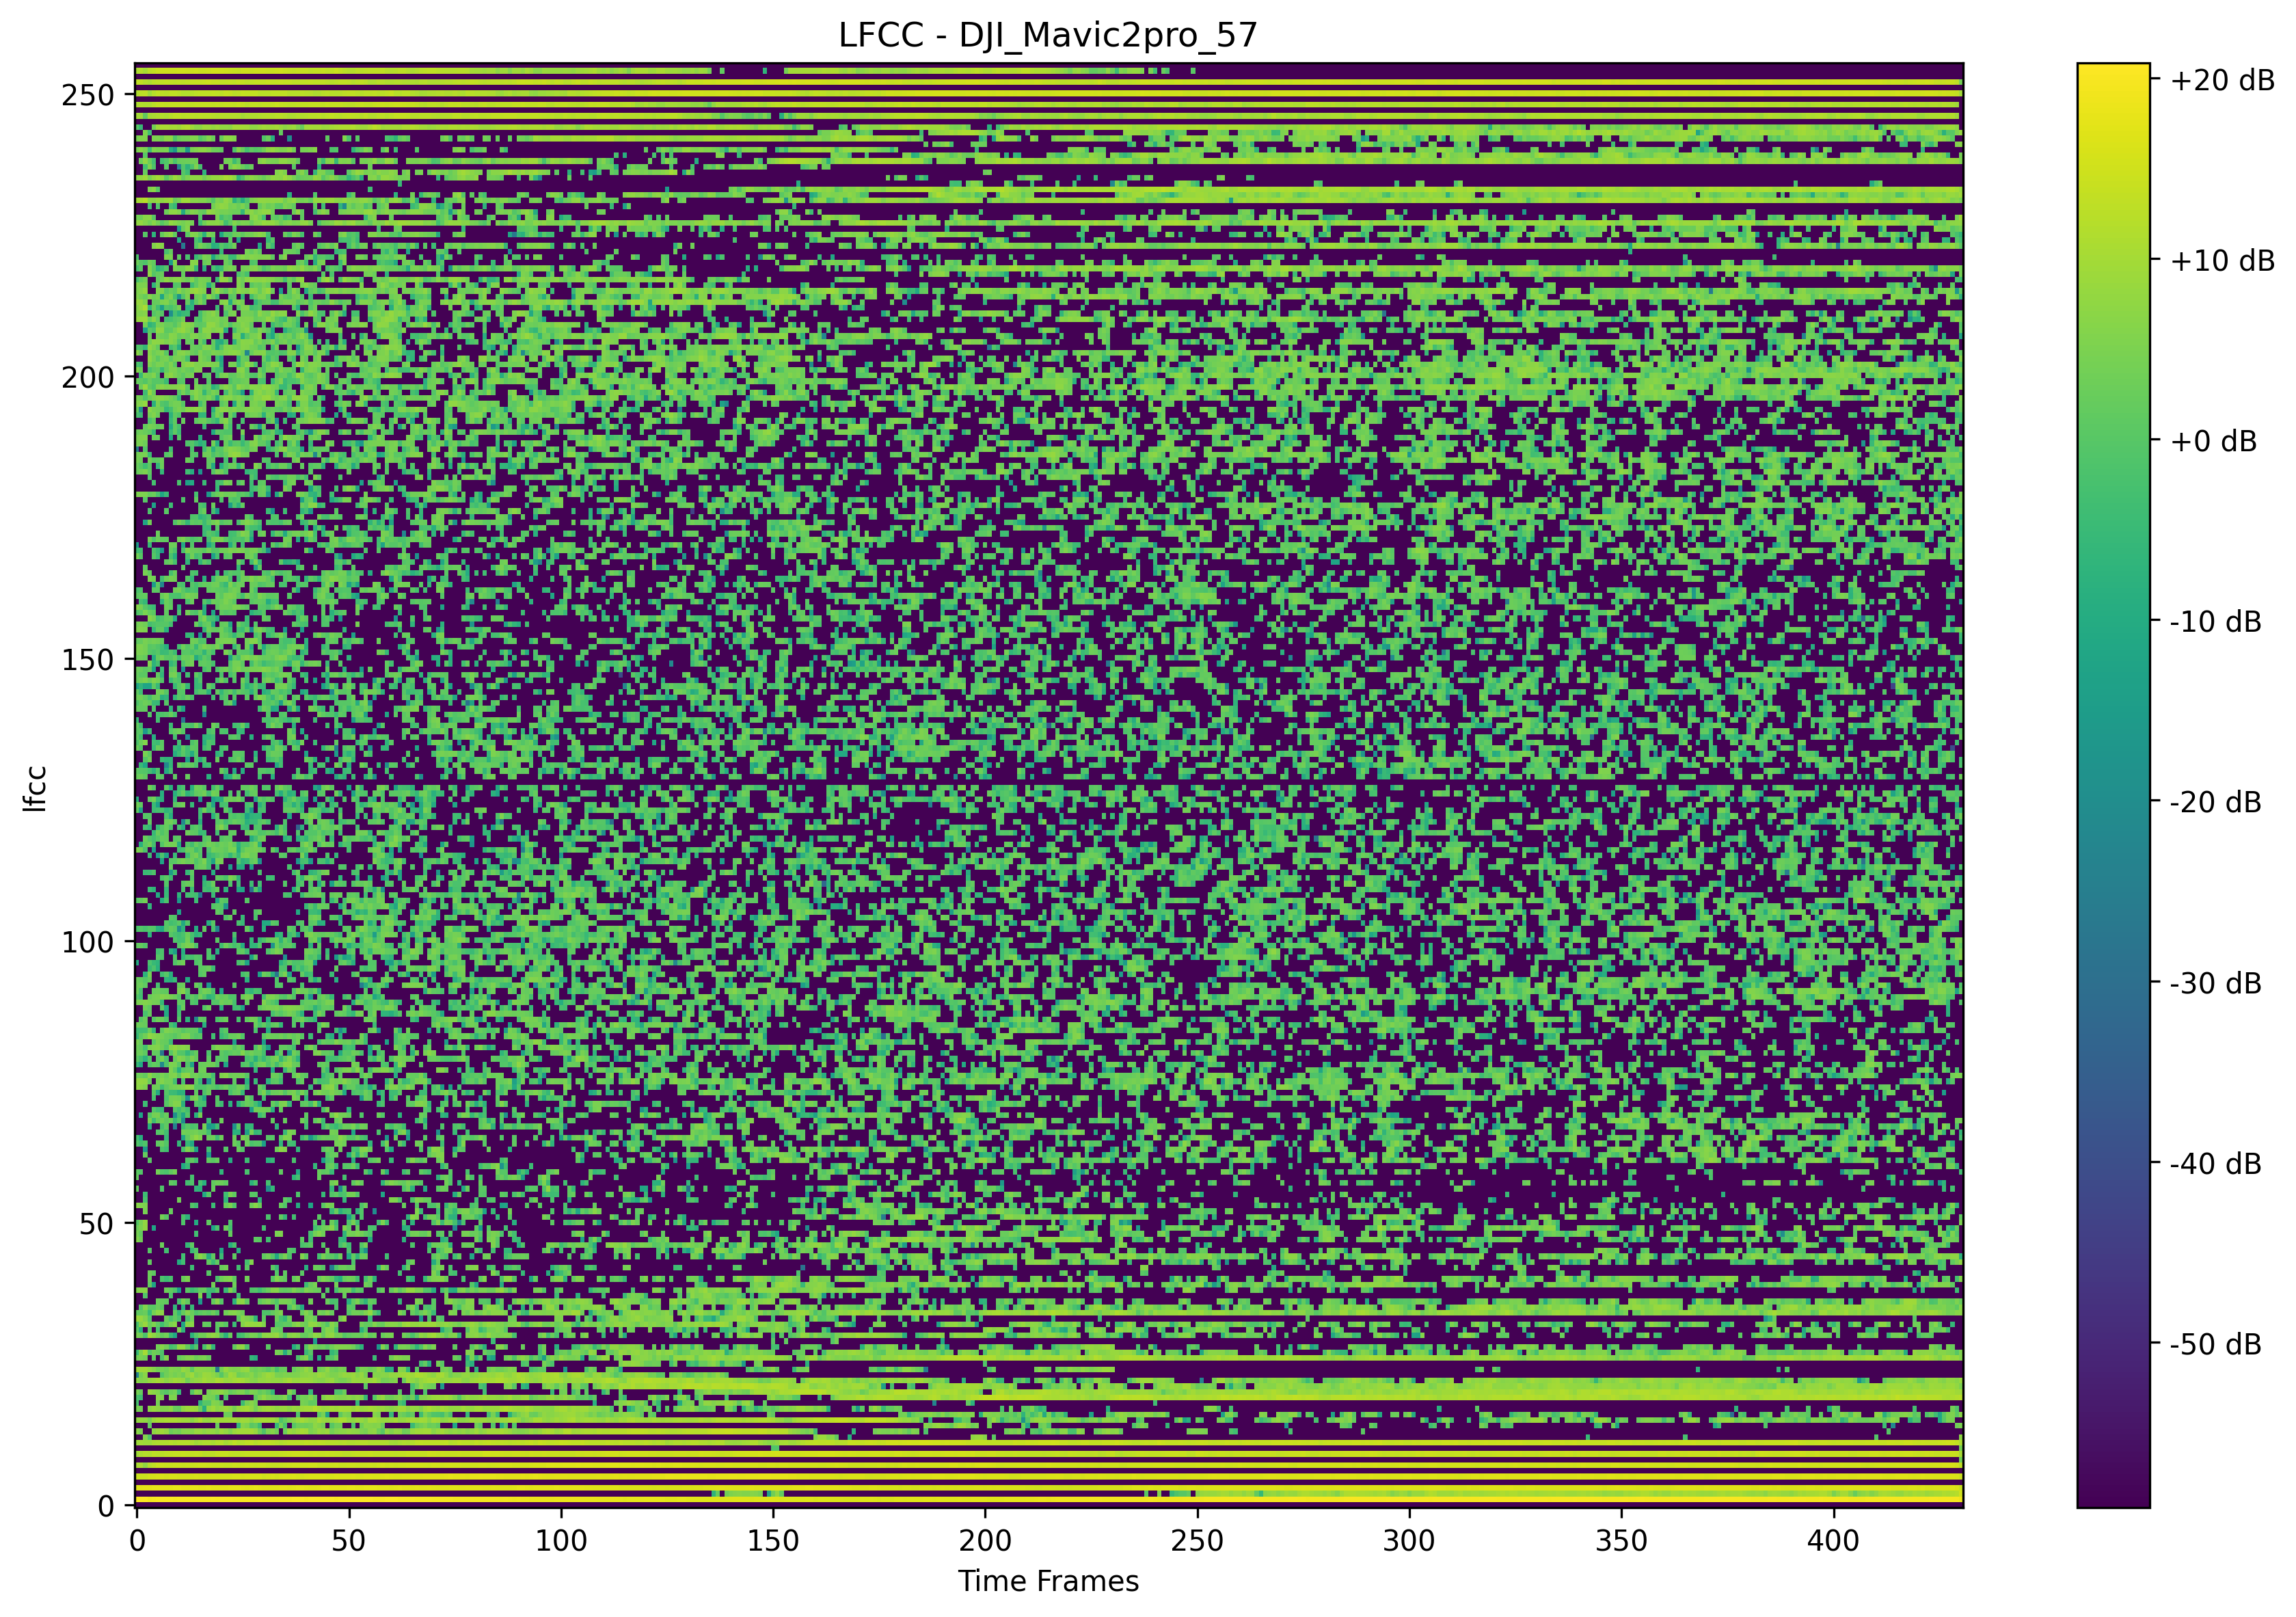 LFCC - DJI_Mavic2pro_57
250
200
150
100
50
0
lfcc
0 50 100 150 200 250 300 350 400
Time Frames
+20 dB
+10 dB
+0 dB
-10 dB
-20 dB
-30 dB
-40 dB
-50 dB